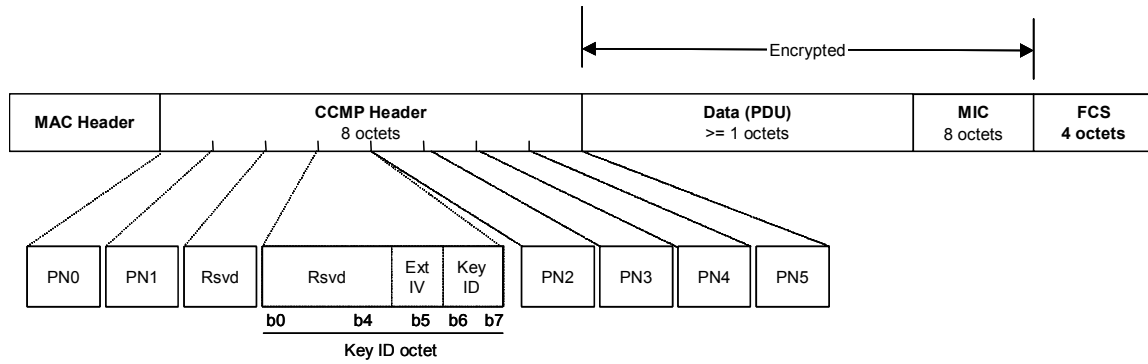 Encrypted
MAC Header
CCMP Header
8 octets
Data (PDU)
>= 1 octets
MIC
8 octets
FCS
4 octets
PN0
PN1
Rsvd
Rsvd
Ext
IV
Key
ID
PN2
PN3
PN4
PN5
b0 b4 b5 b6 b7
Key ID octet